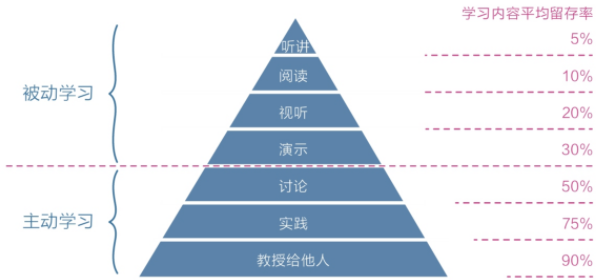 学习内容平均留存率
听讲 5%
阅读 10%
被动学习
视听 20%
演示 30%
讨论 50%
主动学习
实践 75%
教授给他人 90%